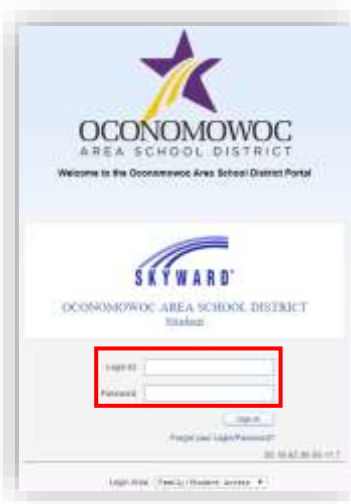 OCONOMOWOC
AREA SCHOOL DISTRICT
Welcome to the Oconomowoc Area School District Portal
SKYWARD
OCONOMOWOC AREA SCHOOL DISTRICT
Student
Login ID:
Password:
Sign In
Forgot your Login/Password?
Login Area: Family/Student Access